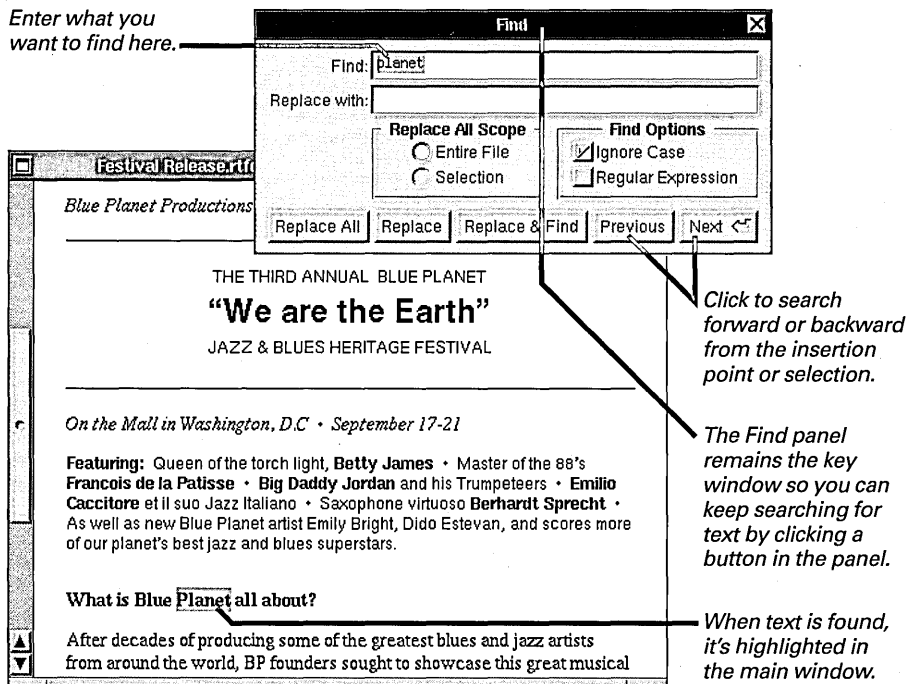 Enter what you
want to find here.
Find
Find: planet
Replace with:
Replace All Scope
Entire File
Selection
Find Options
Ignore Case
Regular Expression
Replace All Replace Replace & Find Previous Next
Festival Release.rtf
Blue Planet Productions
THE THIRD ANNUAL BLUE PLANET
“We are the Earth”
JAZZ & BLUES HERITAGE FESTIVAL
On the Mall in Washington, D.C • September 17-21
Featuring: Queen of the torch light, Betty James • Master of the 88's
Francois de la Patisse • Big Daddy Jordan and his Trumpeteers • Emilio
Caccitore et il suo Jazz Italiano • Saxophone virtuoso Berhardt Sprecht •
As well as new Blue Planet artist Emily Bright, Dido Estevan, and scores more
of our planet's best jazz and blues superstars.
What is Blue Planet all about?
After decades of producing some of the greatest blues and jazz artists
from around the world, BP founders sought to showcase this great musical
Click to search
forward or backward
from the insertion
point or selection.
The Find panel
remains the key
window so you can
keep searching for
text by clicking a
button in the panel.
When text is found,
it's highlighted in
the main window.